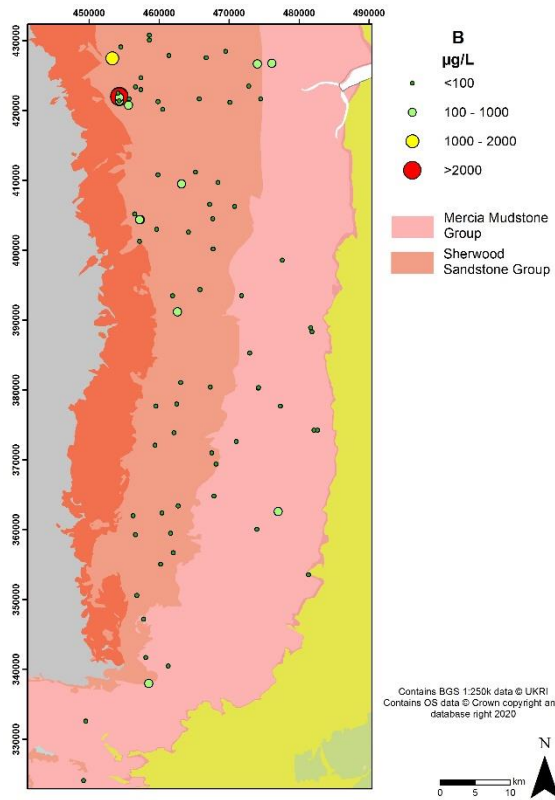 450000 460000 470000 480000 490000
430000
420000
410000
400000
390000
380000
370000
360000
350000
340000
330000
B
µg/L
<100
100 - 1000
1000 - 2000
>2000
Mercia Mudstone
Group
Sherwood
Sandstone Group
Contains BGS 1:250k data © UKRI
Contains OS data © Crown copyright an
database right 2020
N
km
0 5 10